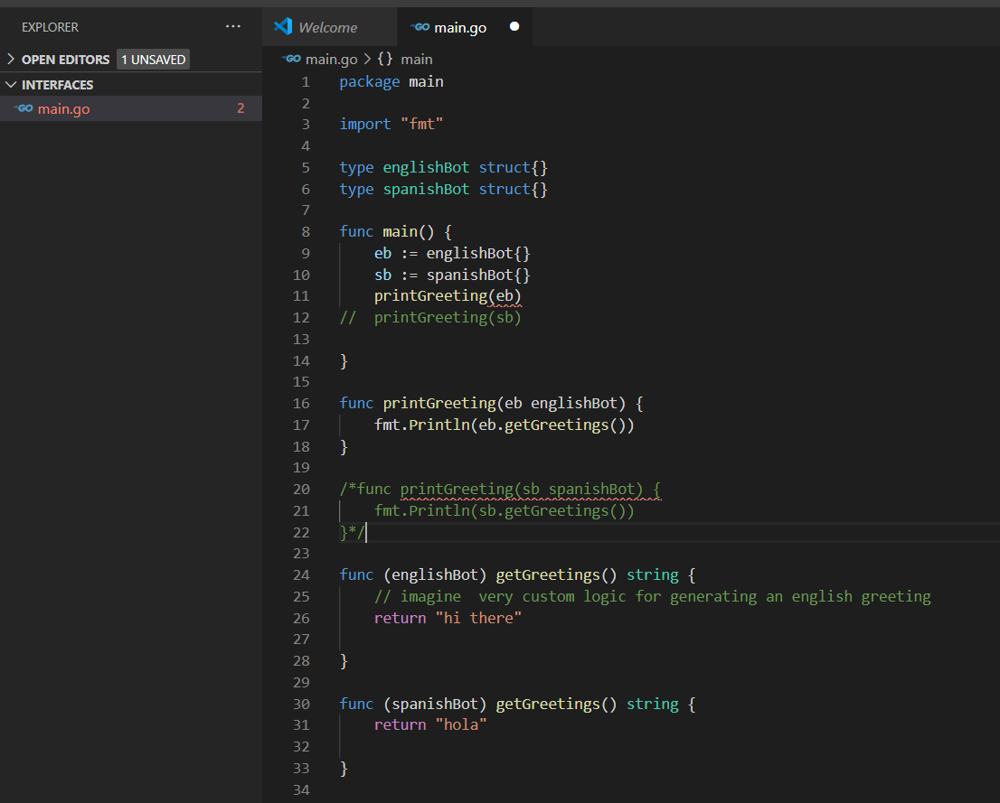 EXPLORER ...
OPEN EDITORS 1 UNSAVED
INTERFACES
GO main.go 2
Welcome GO main.go
GO main.go > {} main
1 package main
2
3 import "fmt"
4
5 type englishBot struct{}
6 type spanishBot struct{}
7
8 func main() {
9     eb := englishBot{}
10     sb := spanishBot{}
11     printGreeting(eb)
12 //  printGreeting(sb)
13
14 }
15
16 func printGreeting(eb englishBot) {
17     fmt.Println(eb.getGreetings())
18 }
19
20 /*func printGreeting(sb spanishBot) {
21     fmt.Println(sb.getGreetings())
22 }*/
23
24 func (englishBot) getGreetings() string {
25     // imagine  very custom logic for generating an english greeting
26     return "hi there"
27
28 }
29
30 func (spanishBot) getGreetings() string {
31     return "hola"
32
33 }
34